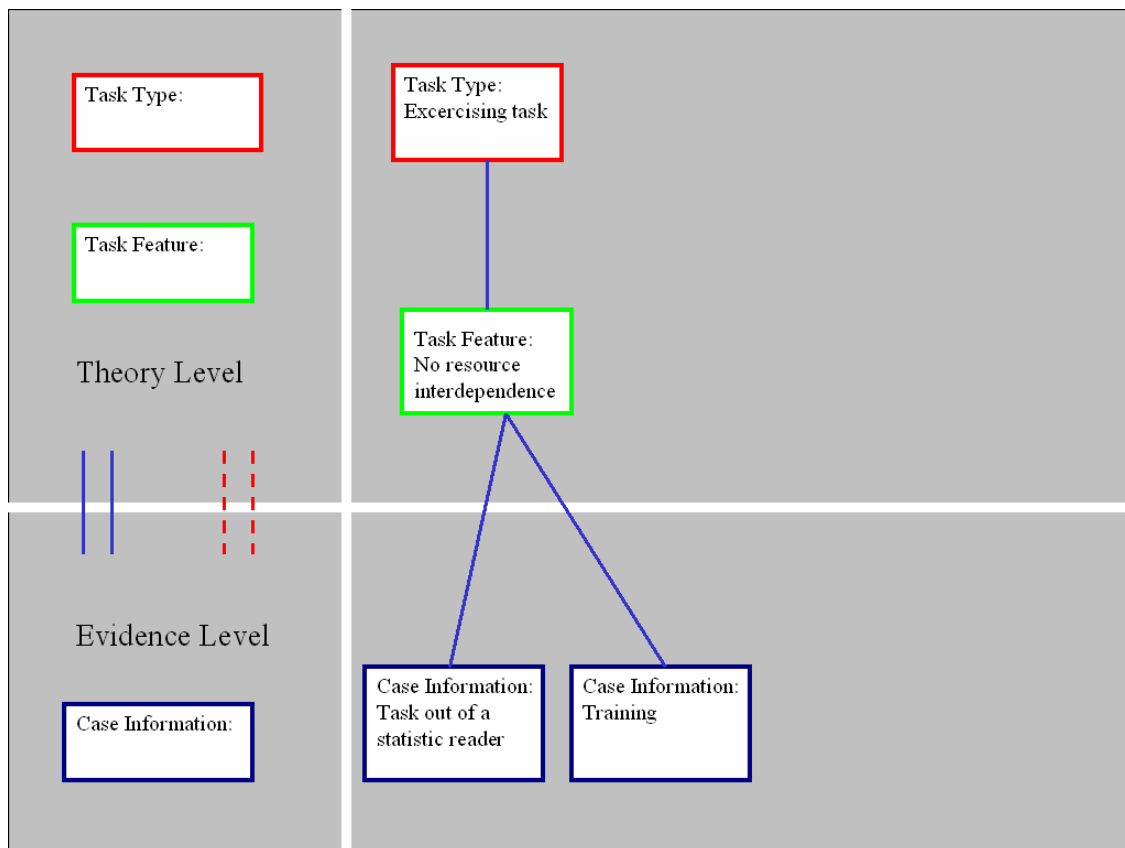 Task Type:
Task Feature:
Theory Level
Evidence Level
Case Information:
Task Type:
Excercising task
Task Feature:
No resource
interdependence
Case Information:
Task out of a
statistic reader
Case Information:
Training